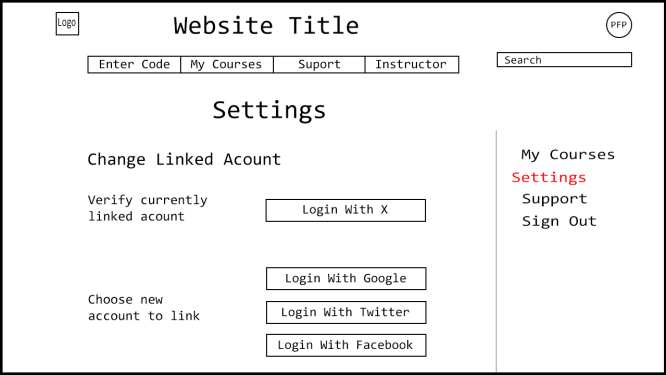 Logo
Website Title
PFP
Enter Code
My Courses
Suport
Instructor
Search
Settings
Change Linked Acount
Verify currently
linked acount
Login With X
Choose new
account to link
Login With Google
Login With Twitter
Login With Facebook
My Courses
Settings
Support
Sign Out